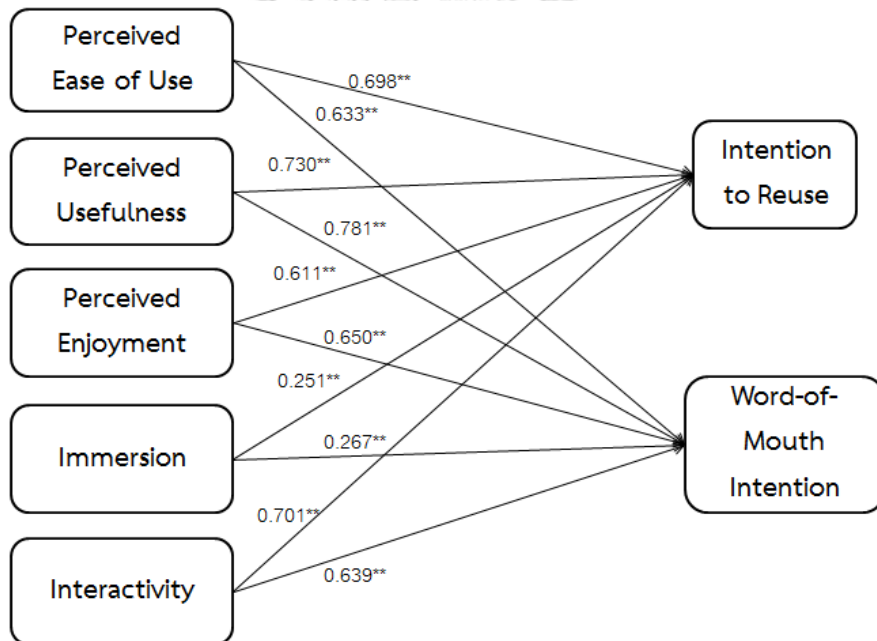 Perceived
Ease of Use
0.698**
0.633**
Intention
to Reuse
Perceived
Usefulness
0.730**
0.781**
Perceived
Enjoyment
0.611**
0.650**
Word-of-
Mouth
Intention
Immersion
0.251**
0.267**
Interactivity
0.701**
0.639**